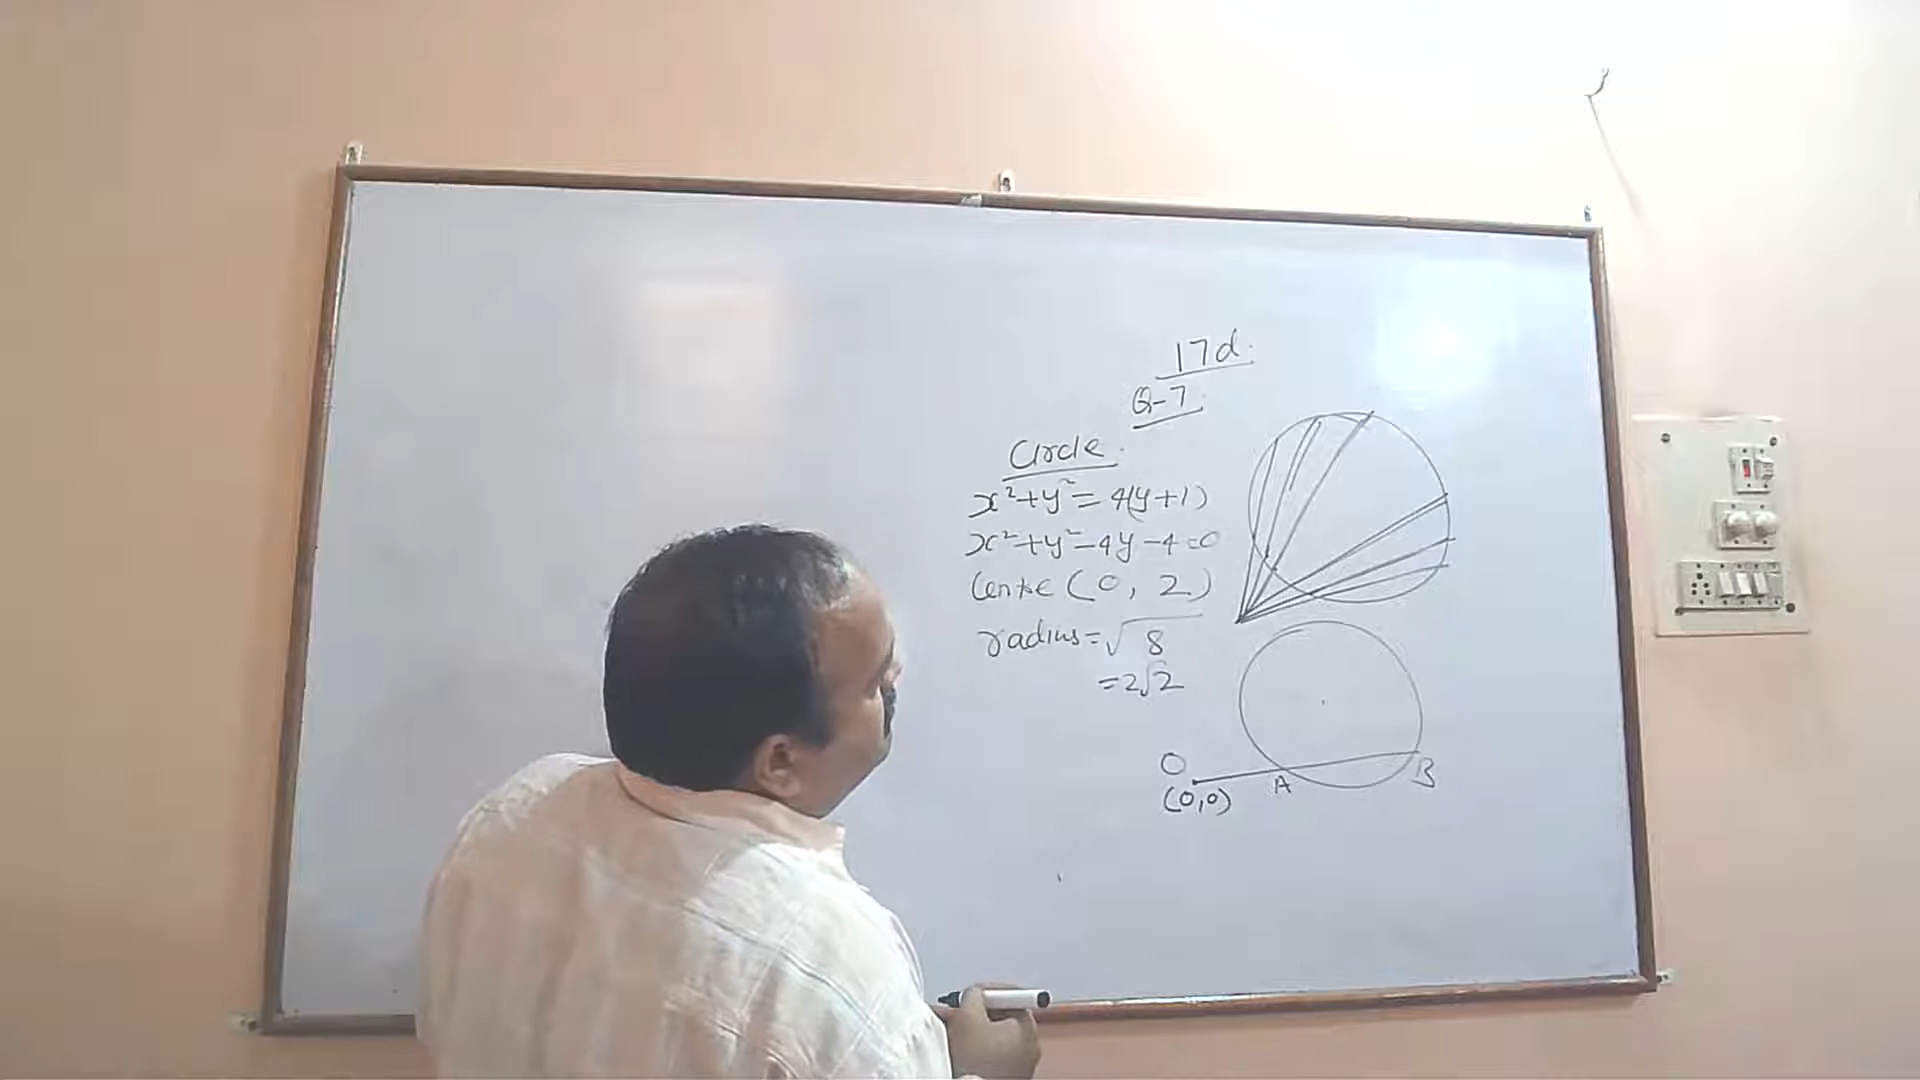 17d.
Q-7.
Circle.
x²+y²=4(y+1)
x²+y²-4y-4=0
Centre (0, 2)
radius=√8
=2√2
O
(0,0)
A
B